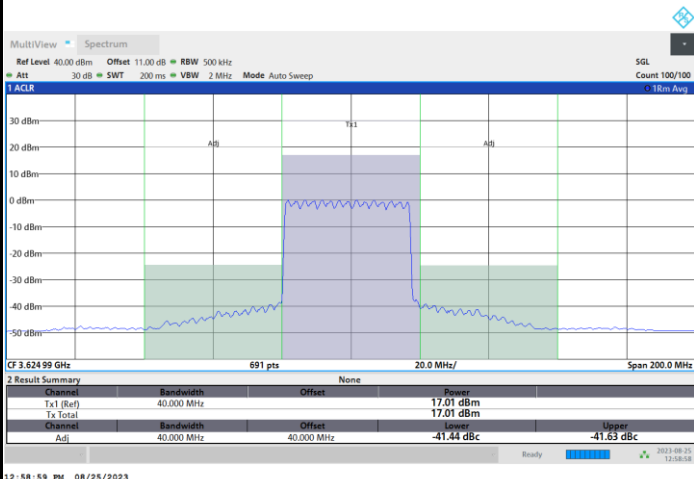 MultiView Spectrum
Ref Level 40.00 dBm Offset 11.00 dB RBW 500 kHz SGL
Att 30 dB SWT 200 ms VBW 2 MHz Mode Auto Sweep Count 100/100
1 ACLR 1Rm Avg
30 dBm
Tx1
20 dBm
Adj Adj
10 dBm
0 dBm
-10 dBm
-20 dBm
-30 dBm
-40 dBm
-50 dBm
CF 3.624 99 GHz 691 pts 20.0 MHz/ Span 200.0 MHz
2 Result Summary None
Channel Bandwidth Offset Power
Tx1 (Ref) 40.000 MHz 17.01 dBm
Tx Total 17.01 dBm
Channel Bandwidth Offset Lower Upper
Adj 40.000 MHz 40.000 MHz -41.44 dBc -41.63 dBc
Ready 2023-08-25
12:58:58
12:58:59 PM 08/25/2023